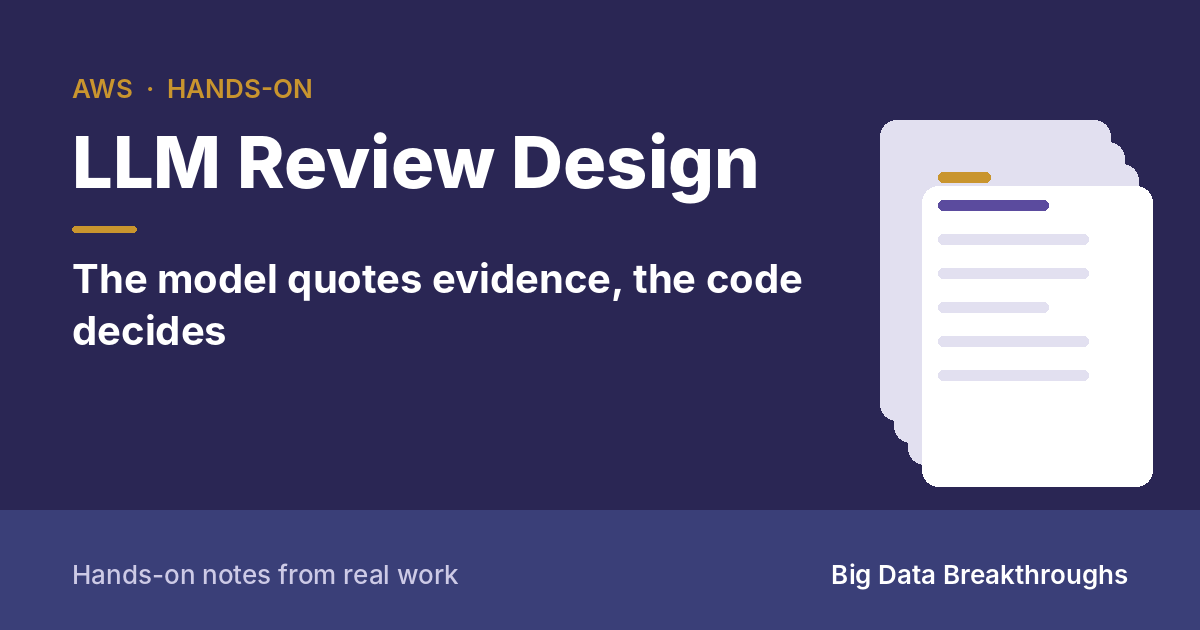 AWS · HANDS-ON
LLM Review Design
The model quotes evidence, the code
decides
Hands-on notes from real work
Big Data Breakthroughs